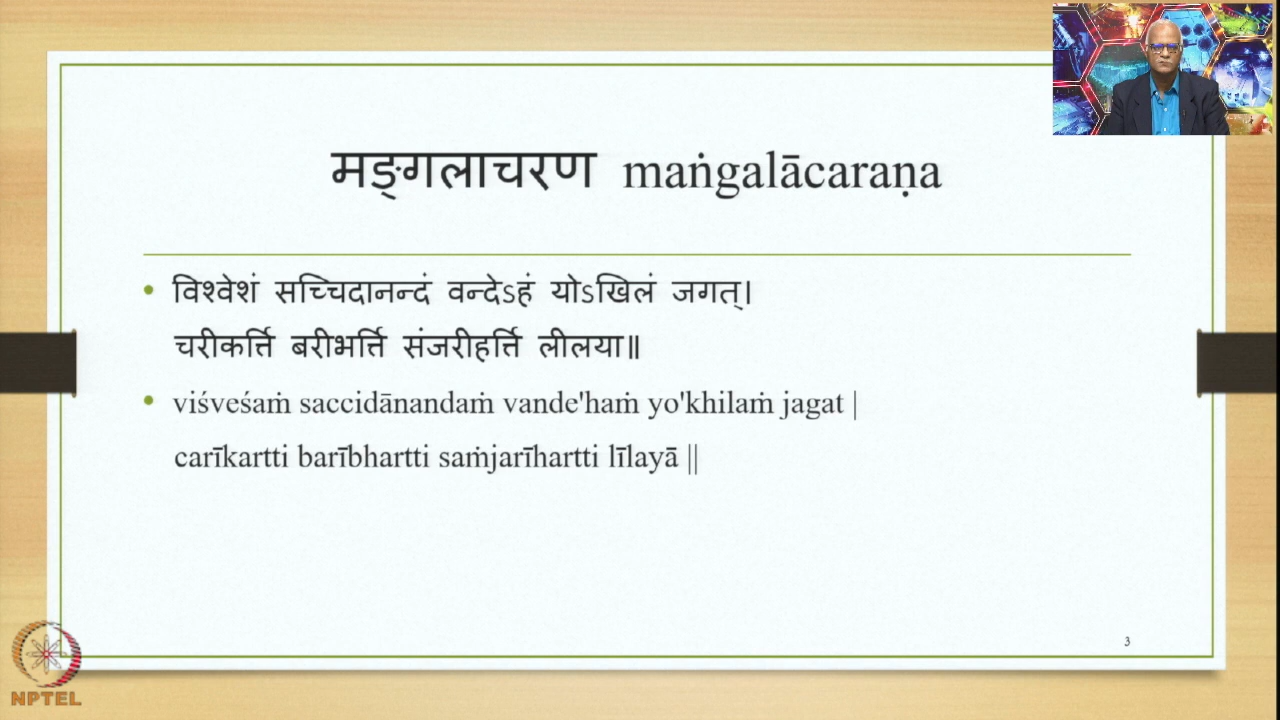 मङ्गलाचरण maṅgalācaraṇa
विश्वेशं सच्चिदानन्दं वन्देऽहं योऽखिलं जगत्।
चरीकर्त्ति बरीभर्त्ति संजरीहर्त्ति लीलया॥
viśveśaṁ saccidānandaṁ vande'haṁ yo'khilaṁ jagat |
carīkartti barībhartti saṁjarīhartti līlayā ||
3
NPTEL